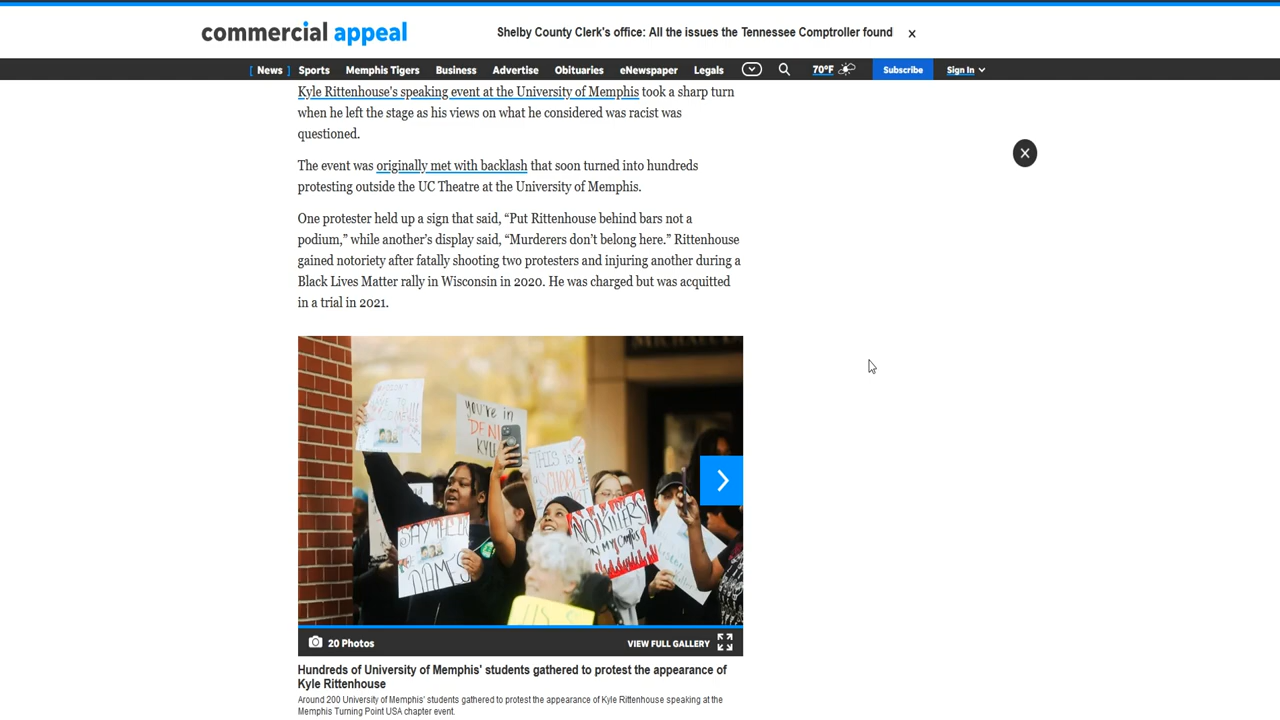 commercial appeal
Shelby County Clerk's office: All the issues the Tennessee Comptroller found
[ News ] Sports Memphis Tigers Business Advertise Obituaries eNewspaper Legals 70°F Subscribe Sign In
Kyle Rittenhouse's speaking event at the University of Memphis took a sharp turn
when he left the stage as his views on what he considered was racist was
questioned.
The event was originally met with backlash that soon turned into hundreds
protesting outside the UC Theatre at the University of Memphis.
One protester held up a sign that said, “Put Rittenhouse behind bars not a
podium,” while another’s display said, “Murderers don’t belong here.” Rittenhouse
gained notoriety after fatally shooting two protesters and injuring another during a
Black Lives Matter rally in Wisconsin in 2020. He was charged but was acquitted
in a trial in 2021.
YOU'RE IN
KYLE
THIS IS
SCHOOL
NO KILLERS
ON MY CAMPUS!
SAY THEIR
NAMES
20 Photos
VIEW FULL GALLERY
Hundreds of University of Memphis' students gathered to protest the appearance of
Kyle Rittenhouse
Around 200 University of Memphis' students gathered to protest the appearance of Kyle Rittenhouse speaking at the
Memphis Turning Point USA chapter event.